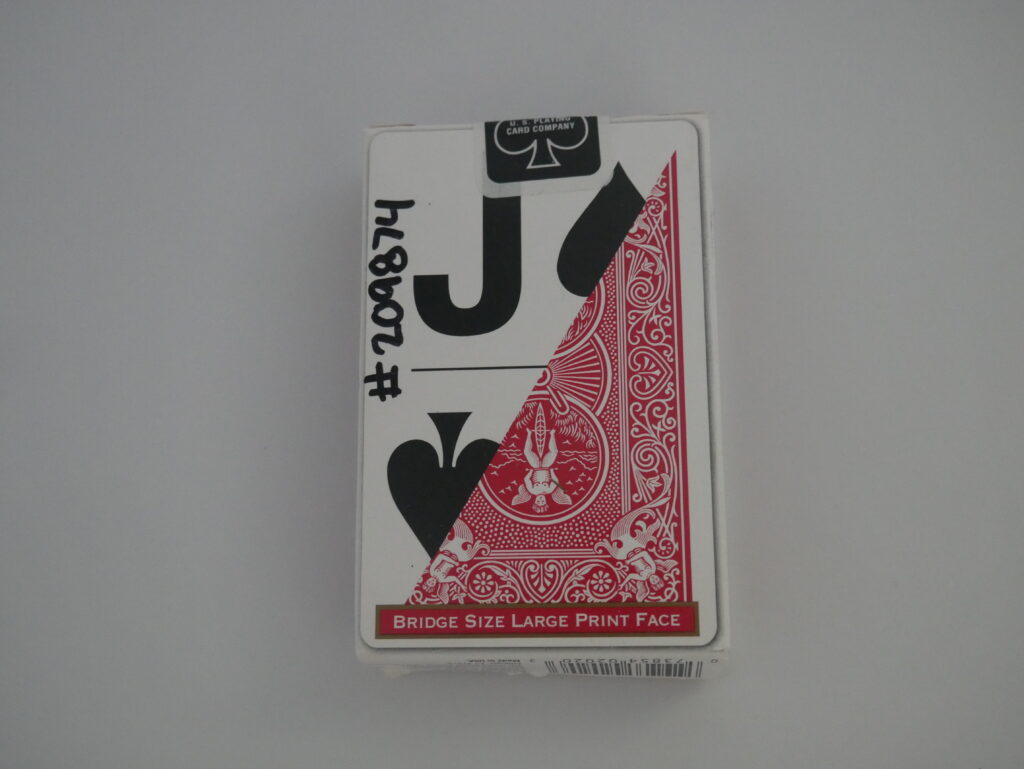 U. S. PLAYING
CARD COMPANY
J
#209874
BRIDGE SIZE LARGE PRINT FACE